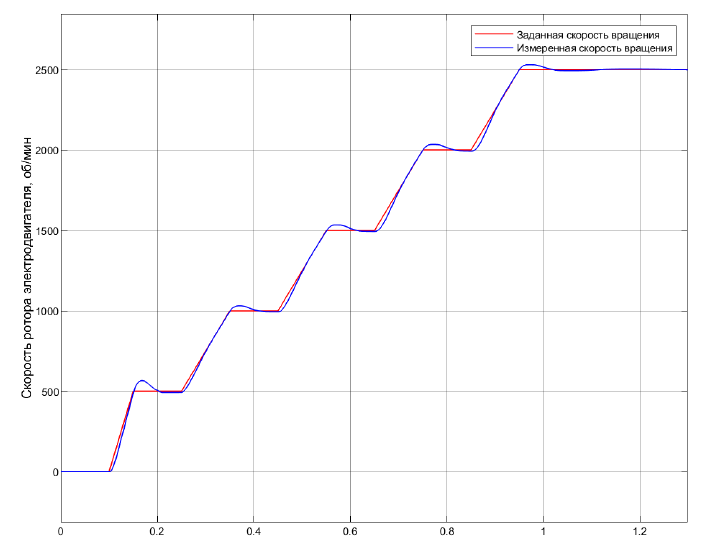 Заданная скорость вращения
Измеренная скорость вращения
Скорость ротора электродвигателя, об/мин
2500
2000
1500
1000
500
0
0 0.2 0.4 0.6 0.8 1 1.2